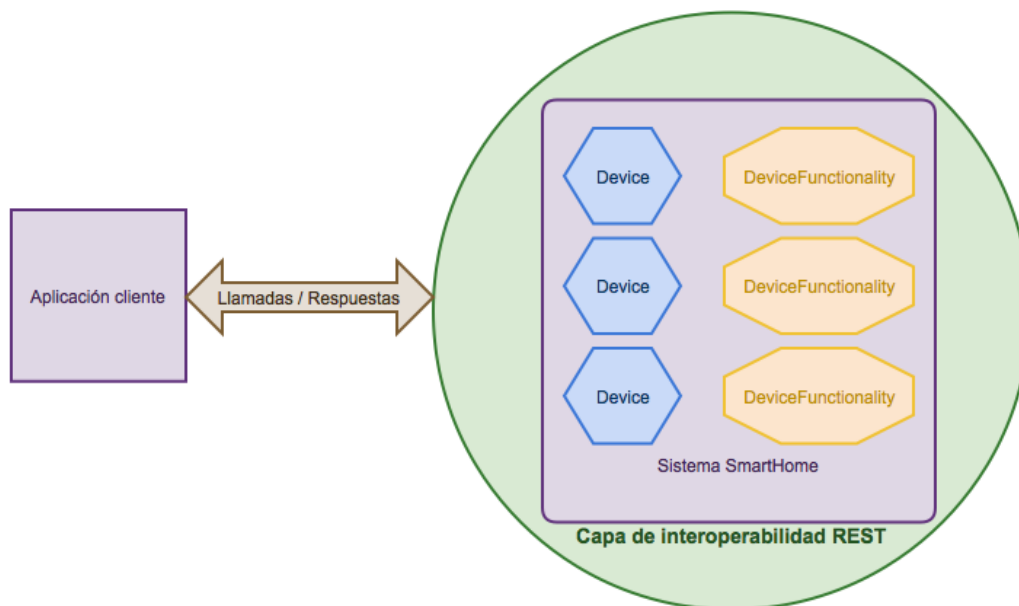 Device
DeviceFunctionality
Aplicación cliente
Llamadas / Respuestas
Device
DeviceFunctionality
Device
DeviceFunctionality
Sistema SmartHome
Capa de interoperabilidad REST